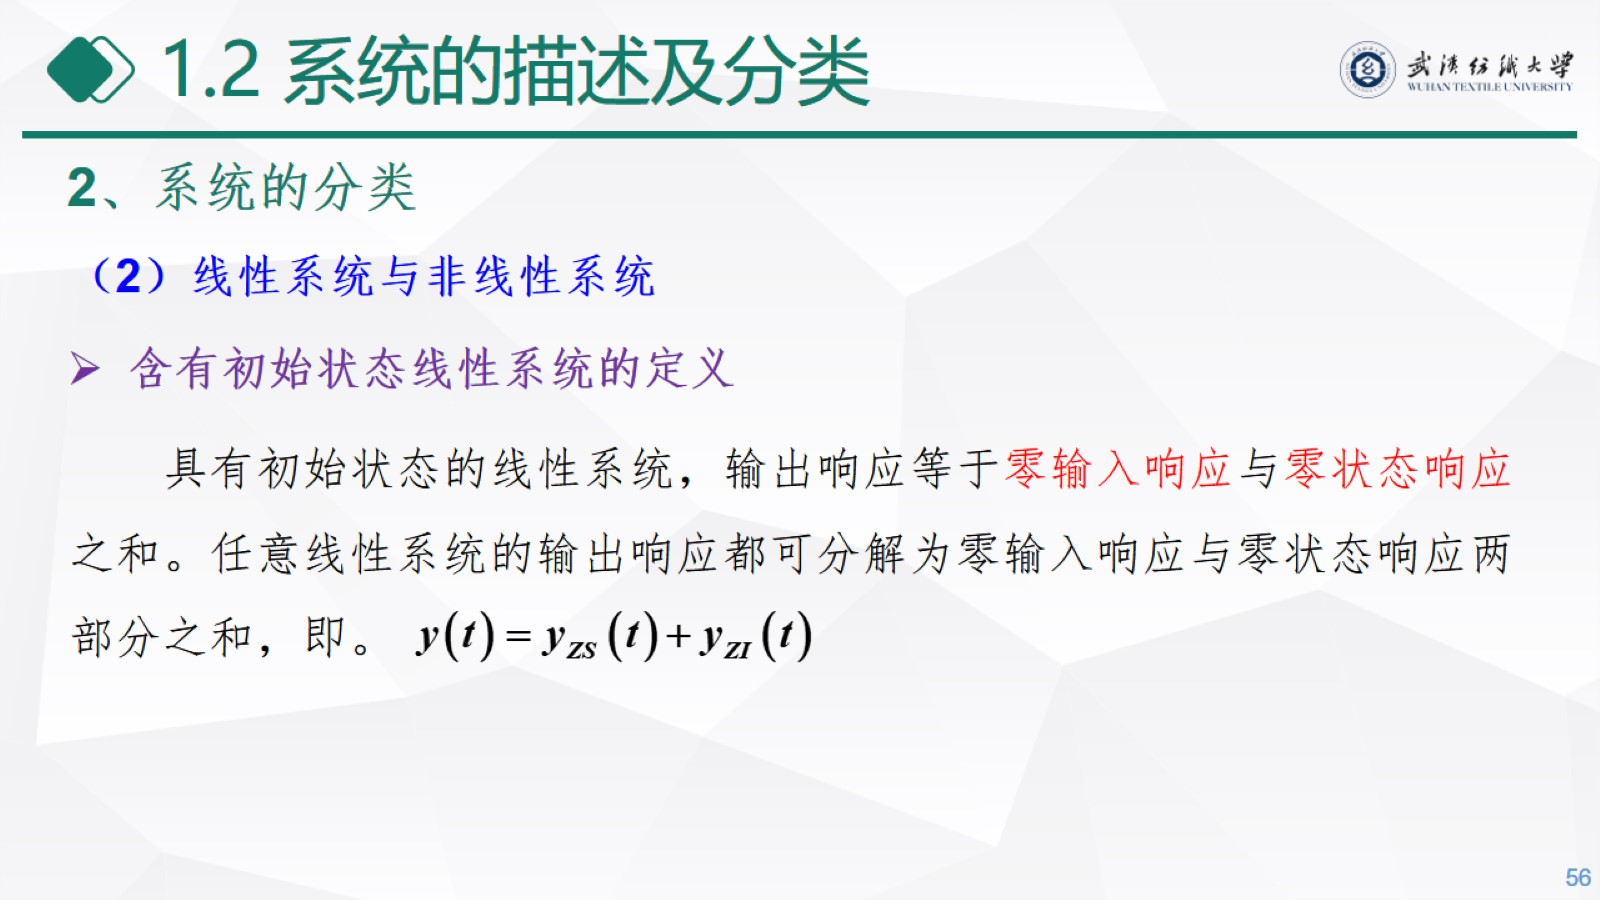 1.2 系统的描述及分类
武汉纺织大学
WUHAN TEXTILE UNIVERSITY
2、系统的分类
（2）线性系统与非线性系统
➢ 含有初始状态线性系统的定义
具有初始状态的线性系统，输出响应等于零输入响应与零状态响应
之和。任意线性系统的输出响应都可分解为零输入响应与零状态响应两
部分之和，即。 y(t)=y_{ZS}(t)+y_{ZI}(t)
56